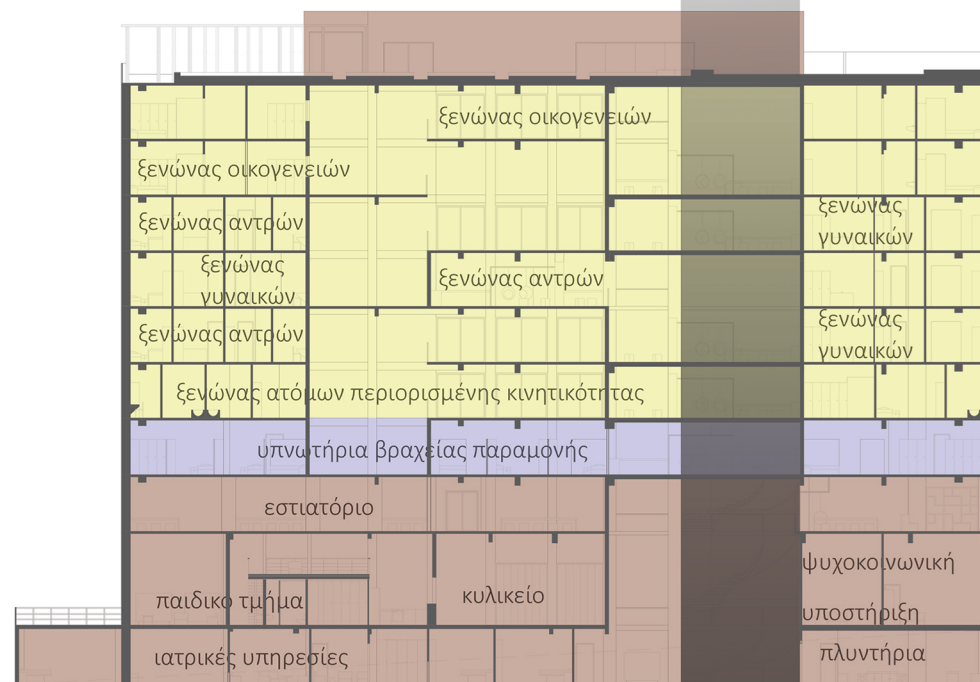 ξενώνας οικογενειών
ξενώνας οικογενειών
ξενώνας αντρών
ξενώνας
γυναικών
ξενώνας
γυναικών
ξενώνας αντρών
ξενώνας αντρών
ξενώνας
γυναικών
ξενώνας ατόμων περιορισμένης κινητικότητας
υπνωτήρια βραχείας παραμονής
εστιατόριο
ψυχοκοινωνική
υποστήριξη
παιδικο τμήμα
κυλικείο
ιατρικές υπηρεσίες
πλυντήρια